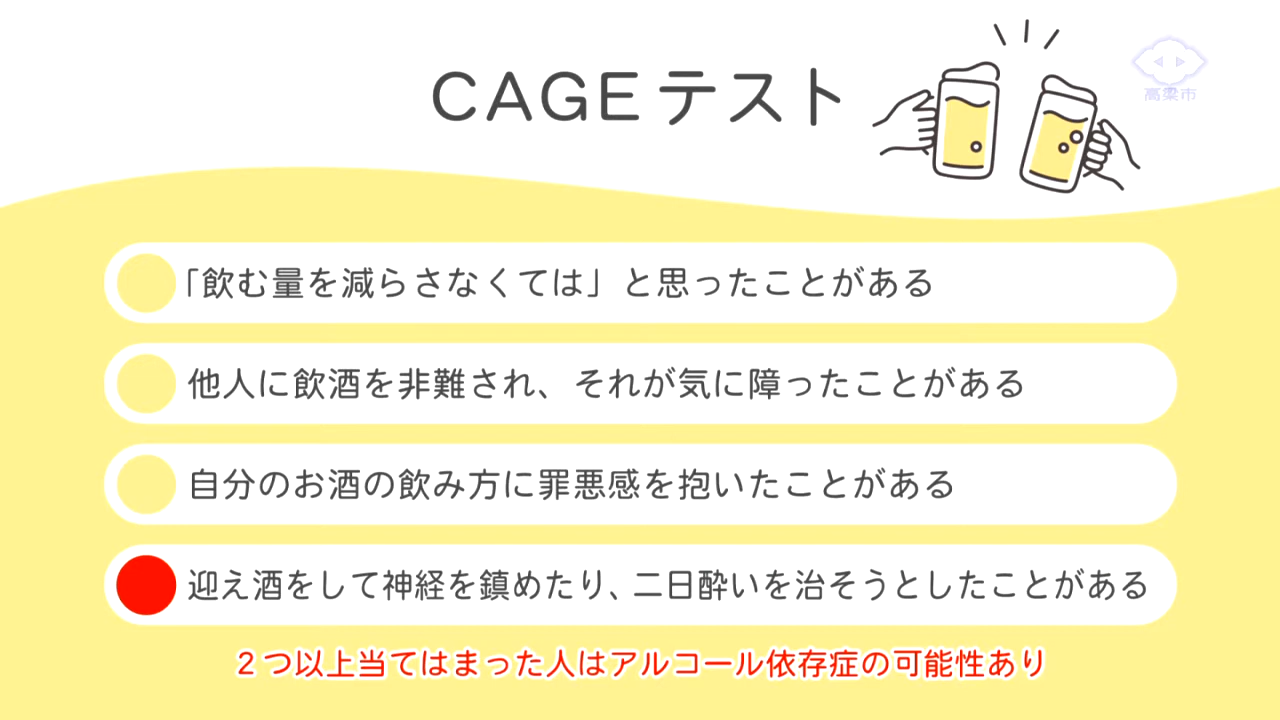 CAGEテスト
高梁市
「飲む量を減らさなくては」と思ったことがある
他人に飲酒を非難され、それが気に障ったことがある
自分のお酒の飲み方に罪悪感を抱いたことがある
迎え酒をして神経を鎮めたり、二日酔いを治そうとしたことがある
2つ以上当てはまった人はアルコール依存症の可能性あり